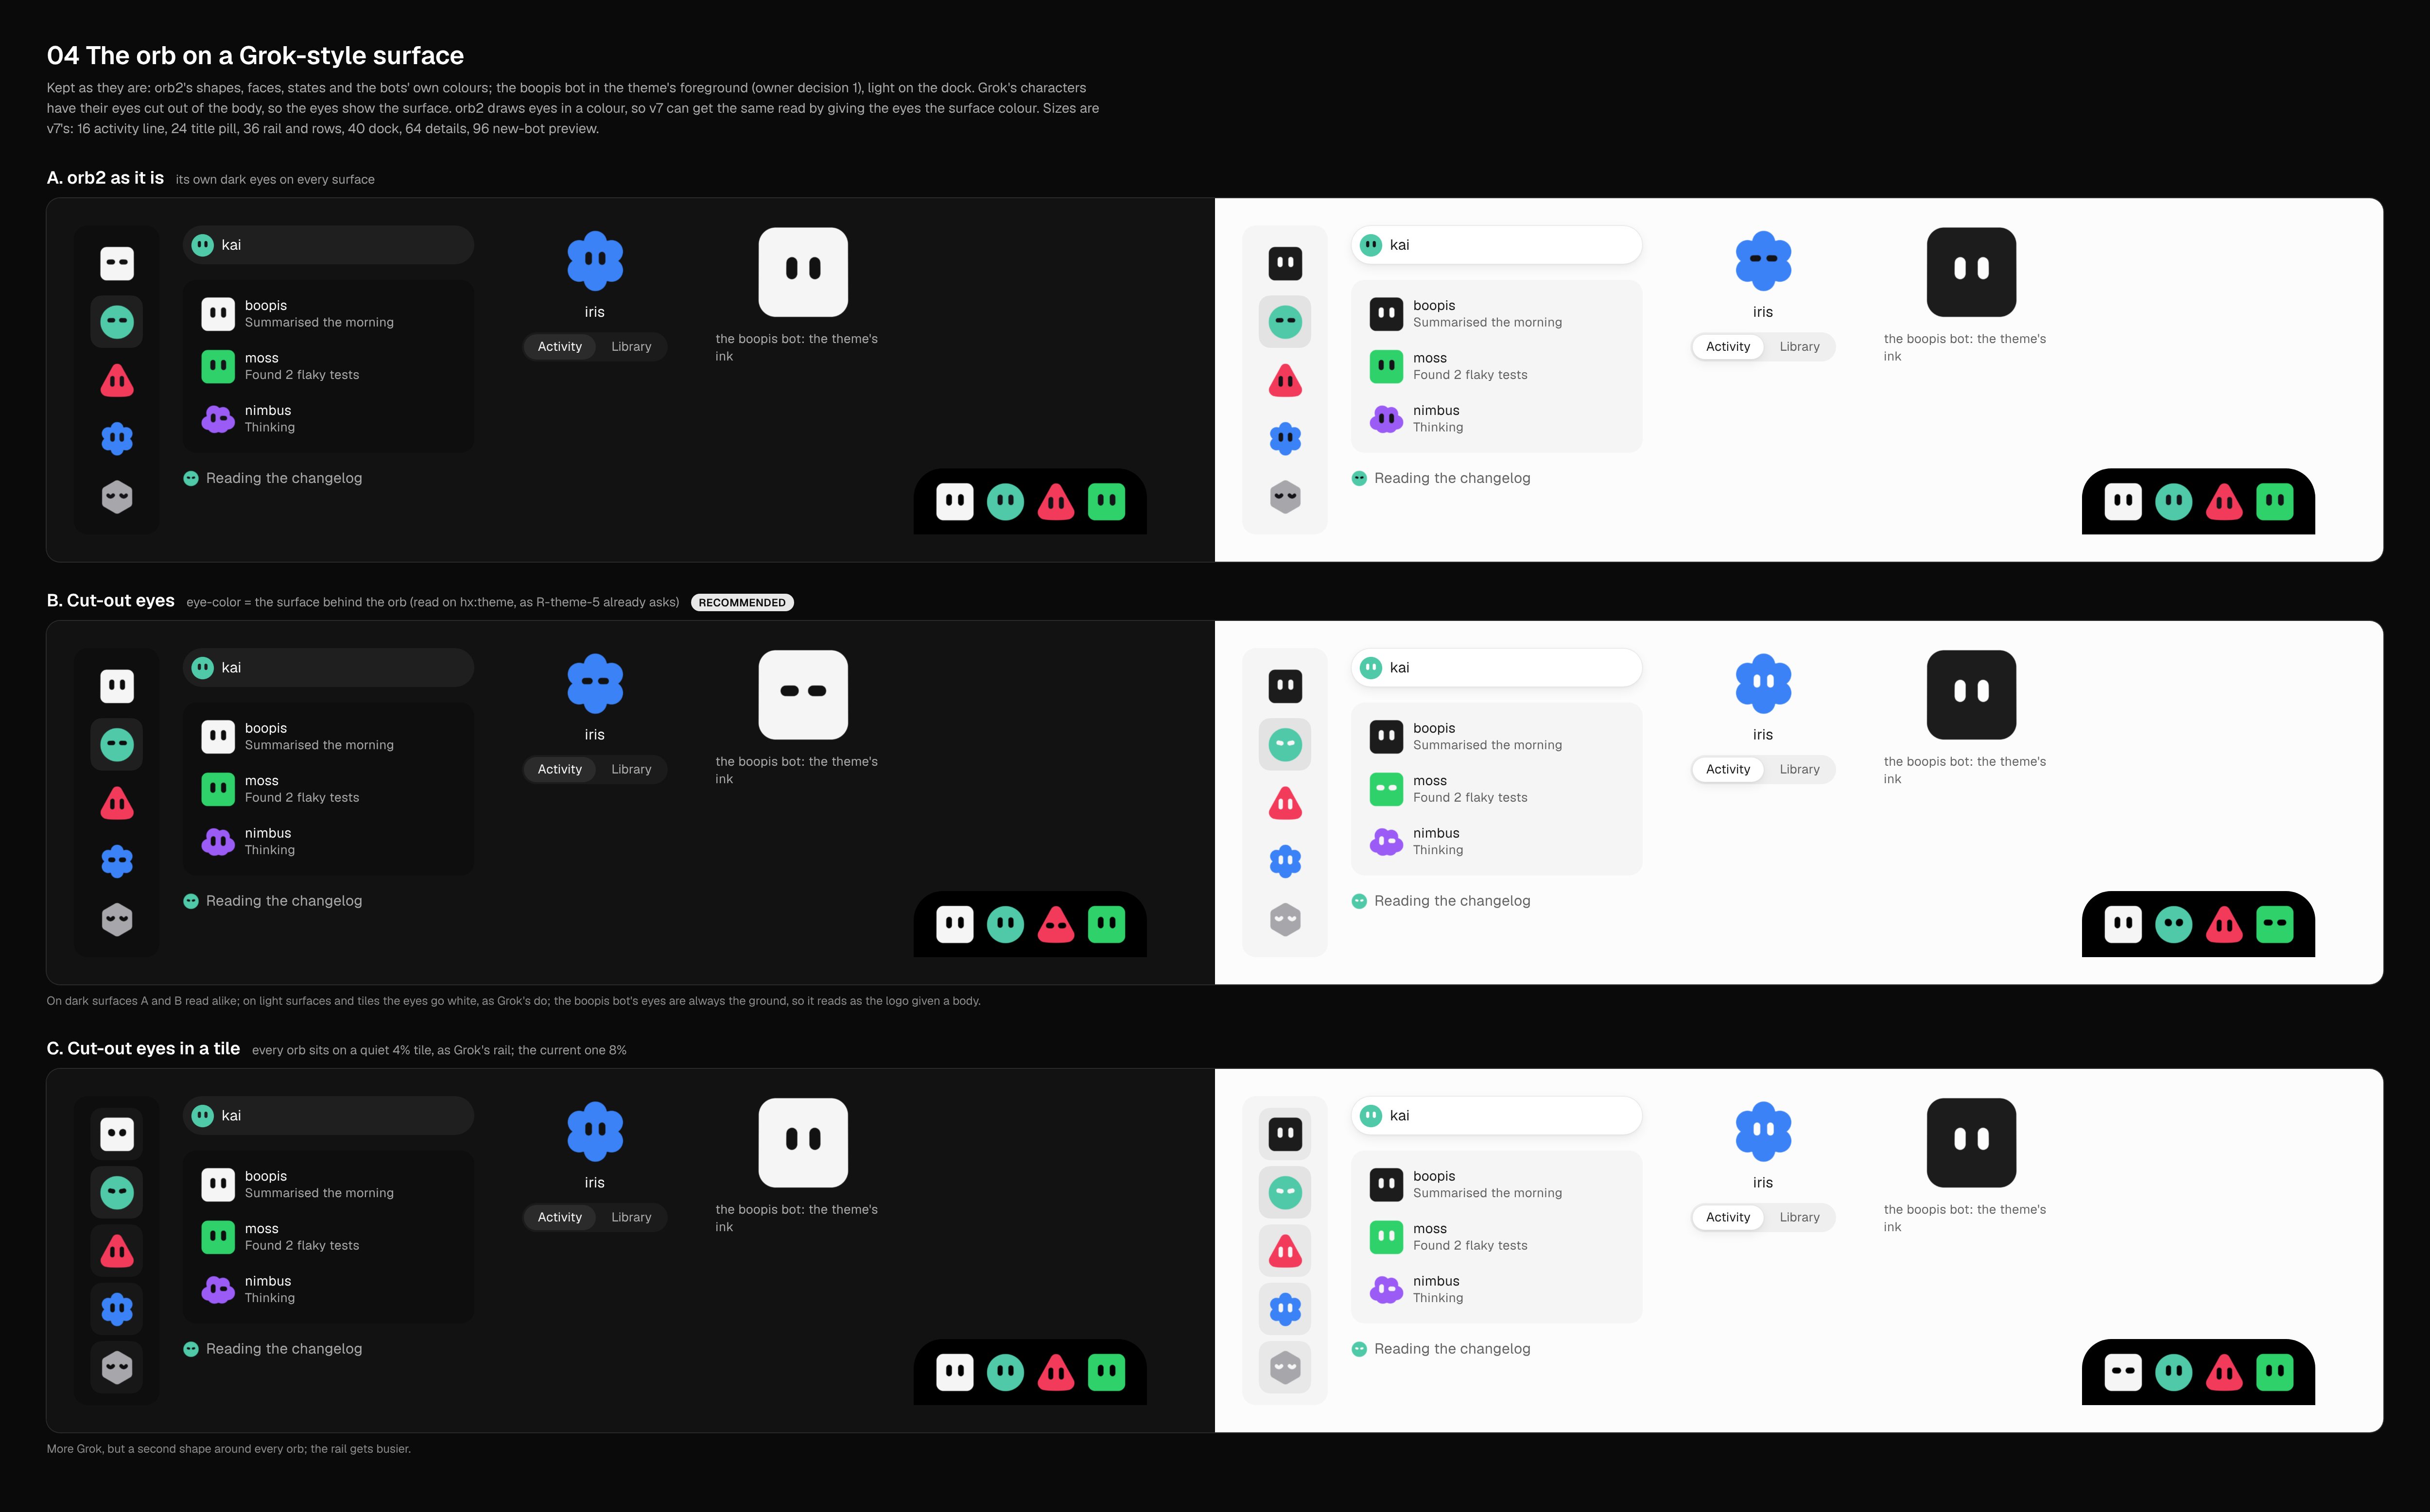 04 The orb on a Grok-style surface
Kept as they are: orb2's shapes, faces, states and the bots' own colours; the boopis bot in the theme's foreground (owner decision 1), light on the dock. Grok's characters
have their eyes cut out of the body, so the eyes show the surface. orb2 draws eyes in a colour, so v7 can get the same read by giving the eyes the surface colour. Sizes are
v7's: 16 activity line, 24 title pill, 36 rail and rows, 40 dock, 64 details, 96 new-bot preview.
A. orb2 as it is its own dark eyes on every surface
kai
boopis
Summarised the morning
moss
Found 2 flaky tests
nimbus
Thinking
Reading the changelog
iris
Activity Library
the boopis bot: the theme's
ink
kai
boopis
Summarised the morning
moss
Found 2 flaky tests
nimbus
Thinking
Reading the changelog
iris
Activity Library
the boopis bot: the theme's
ink
B. Cut-out eyes eye-color = the surface behind the orb (read on hx:theme, as R-theme-5 already asks) RECOMMENDED
kai
boopis
Summarised the morning
moss
Found 2 flaky tests
nimbus
Thinking
Reading the changelog
iris
Activity Library
the boopis bot: the theme's
ink
kai
boopis
Summarised the morning
moss
Found 2 flaky tests
nimbus
Thinking
Reading the changelog
iris
Activity Library
the boopis bot: the theme's
ink
On dark surfaces A and B read alike; on light surfaces and tiles the eyes go white, as Grok's do; the boopis bot's eyes are always the ground, so it reads as the logo given a body.
C. Cut-out eyes in a tile every orb sits on a quiet 4% tile, as Grok's rail; the current one 8%
kai
boopis
Summarised the morning
moss
Found 2 flaky tests
nimbus
Thinking
Reading the changelog
iris
Activity Library
the boopis bot: the theme's
ink
kai
boopis
Summarised the morning
moss
Found 2 flaky tests
nimbus
Thinking
Reading the changelog
iris
Activity Library
the boopis bot: the theme's
ink
More Grok, but a second shape around every orb; the rail gets busier.